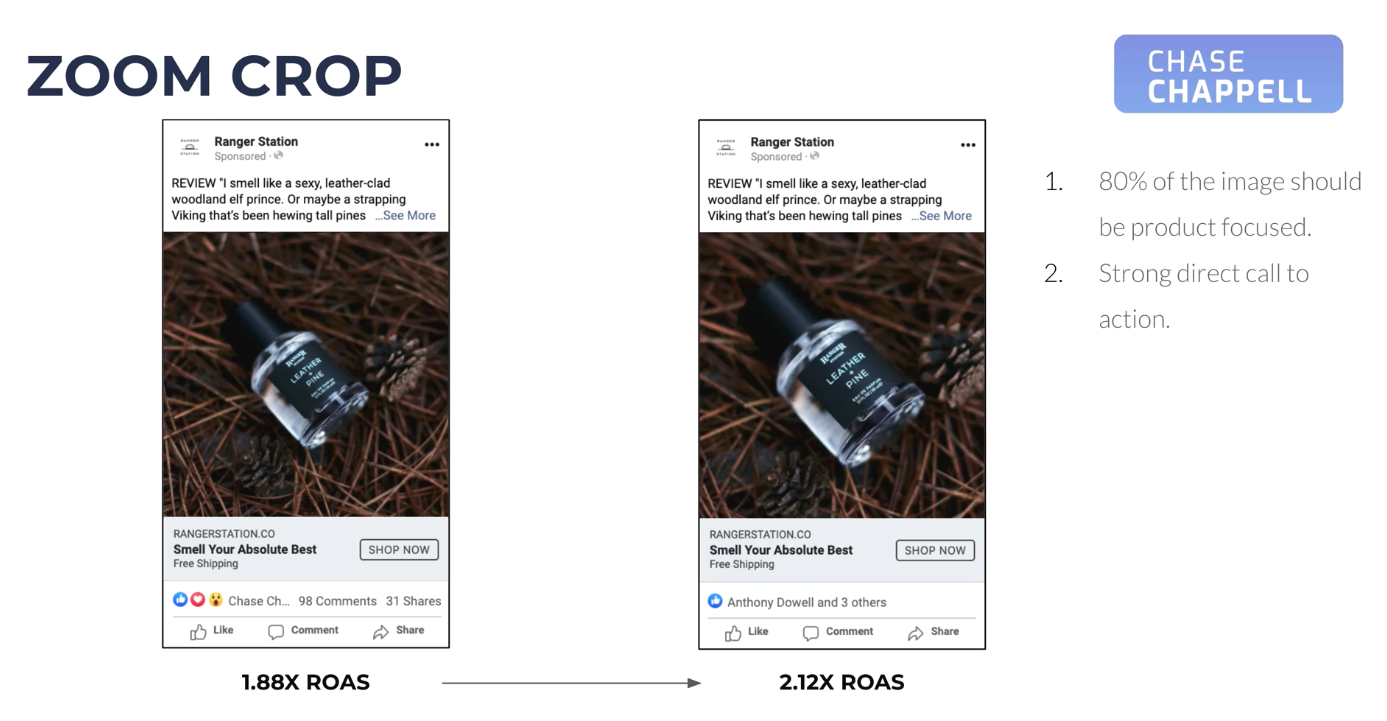 ZOOM CROP
CHASE
CHAPPELL
Ranger Station
Sponsored ·
REVIEW "I smell like a sexy, leather-clad
woodland elf prince. Or maybe a strapping
Viking that's been hewing tall pines ...See More
RANGER
STATION
LEATHER
+
PINE
EAU DE PARFUM
RANGERSTATION.CO
Smell Your Absolute Best
Free Shipping
SHOP NOW
Chase Ch... 98 Comments 31 Shares
Like Comment Share
1.88X ROAS
Ranger Station
Sponsored ·
REVIEW "I smell like a sexy, leather-clad
woodland elf prince. Or maybe a strapping
Viking that's been hewing tall pines ...See More
RANGER
STATION
LEATHER
+
PINE
EAU DE PARFUM
RANGERSTATION.CO
Smell Your Absolute Best
Free Shipping
SHOP NOW
Anthony Dowell and 3 others
Like Comment Share
2.12X ROAS
1. 80% of the image should
be product focused.
2. Strong direct call to
action.